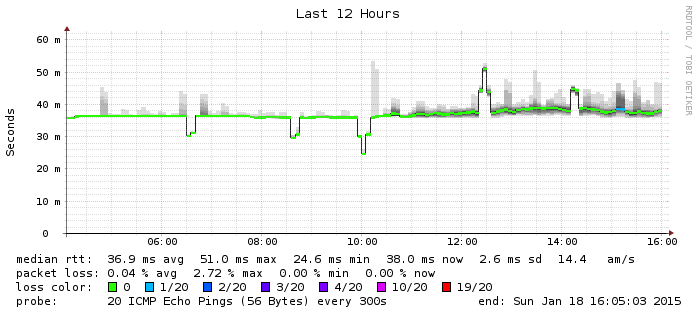 Last 12 Hours
RRDTOOL / TOBI OETIKER
Seconds
60 m
50 m
40 m
30 m
20 m
10 m
0
06:00 08:00 10:00 12:00 14:00 16:00
median rtt: 36.9 ms avg 51.0 ms max 24.6 ms min 38.0 ms now 2.6 ms sd 14.4 am/s
packet loss: 0.04 % avg 2.72 % max 0.00 % min 0.00 % now
loss color: 0 1/20 2/20 3/20 4/20 10/20 19/20
probe: 20 ICMP Echo Pings (56 Bytes) every 300s end: Sun Jan 18 16:05:03 2015